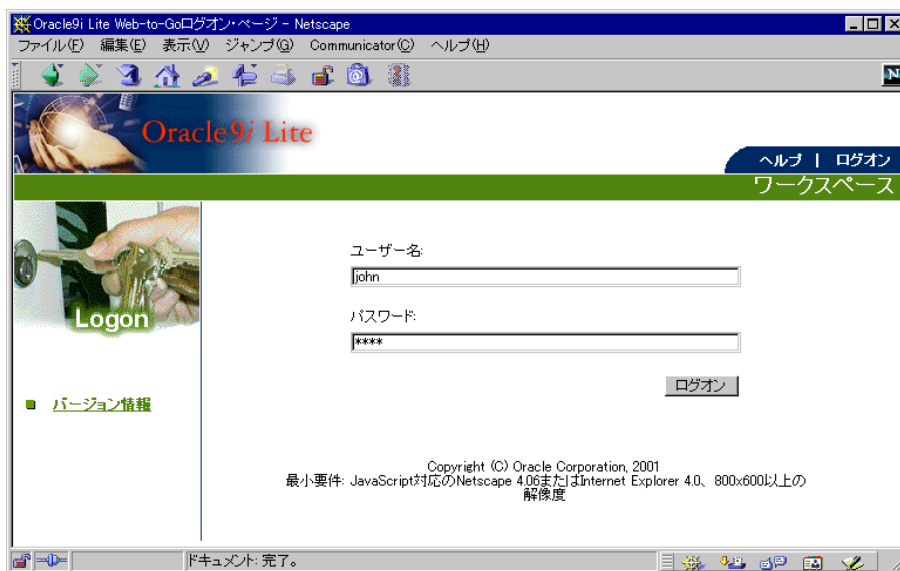 Oracle9i Lite Web-to-Goログオン・ページ - Netscape
ファイル(F) 編集(E) 表示(V) ジャンプ(G) Communicator(C) ヘルプ(H)
N
Oracle9i Lite
ヘルプ | ログオン
ワークスペース
Logon
ユーザー名:
john
パスワード:
****
ログオン
バージョン情報
Copyright (C) Oracle Corporation, 2001
最小要件: JavaScript対応のNetscape 4.06またはInternet Explorer 4.0、800x600以上の
解像度
ドキュメント: 完了。